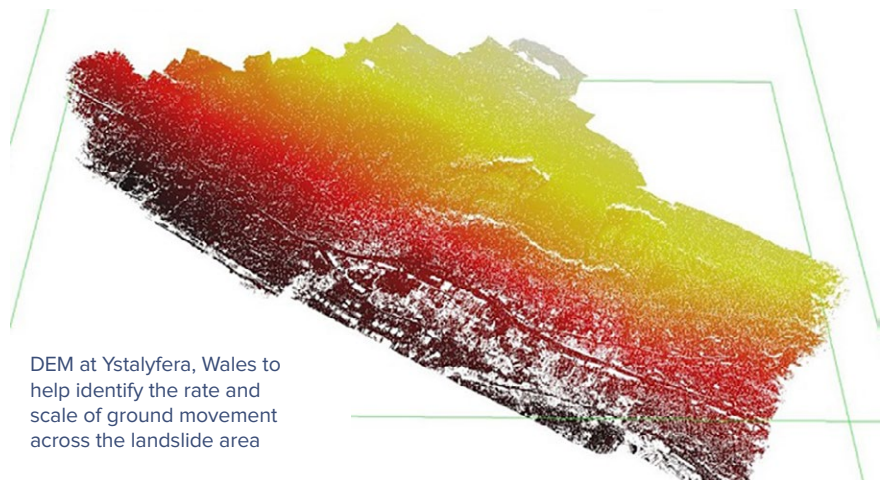 DEM at Ystalyfera, Wales to
help identify the rate and
scale of ground movement
across the landslide area